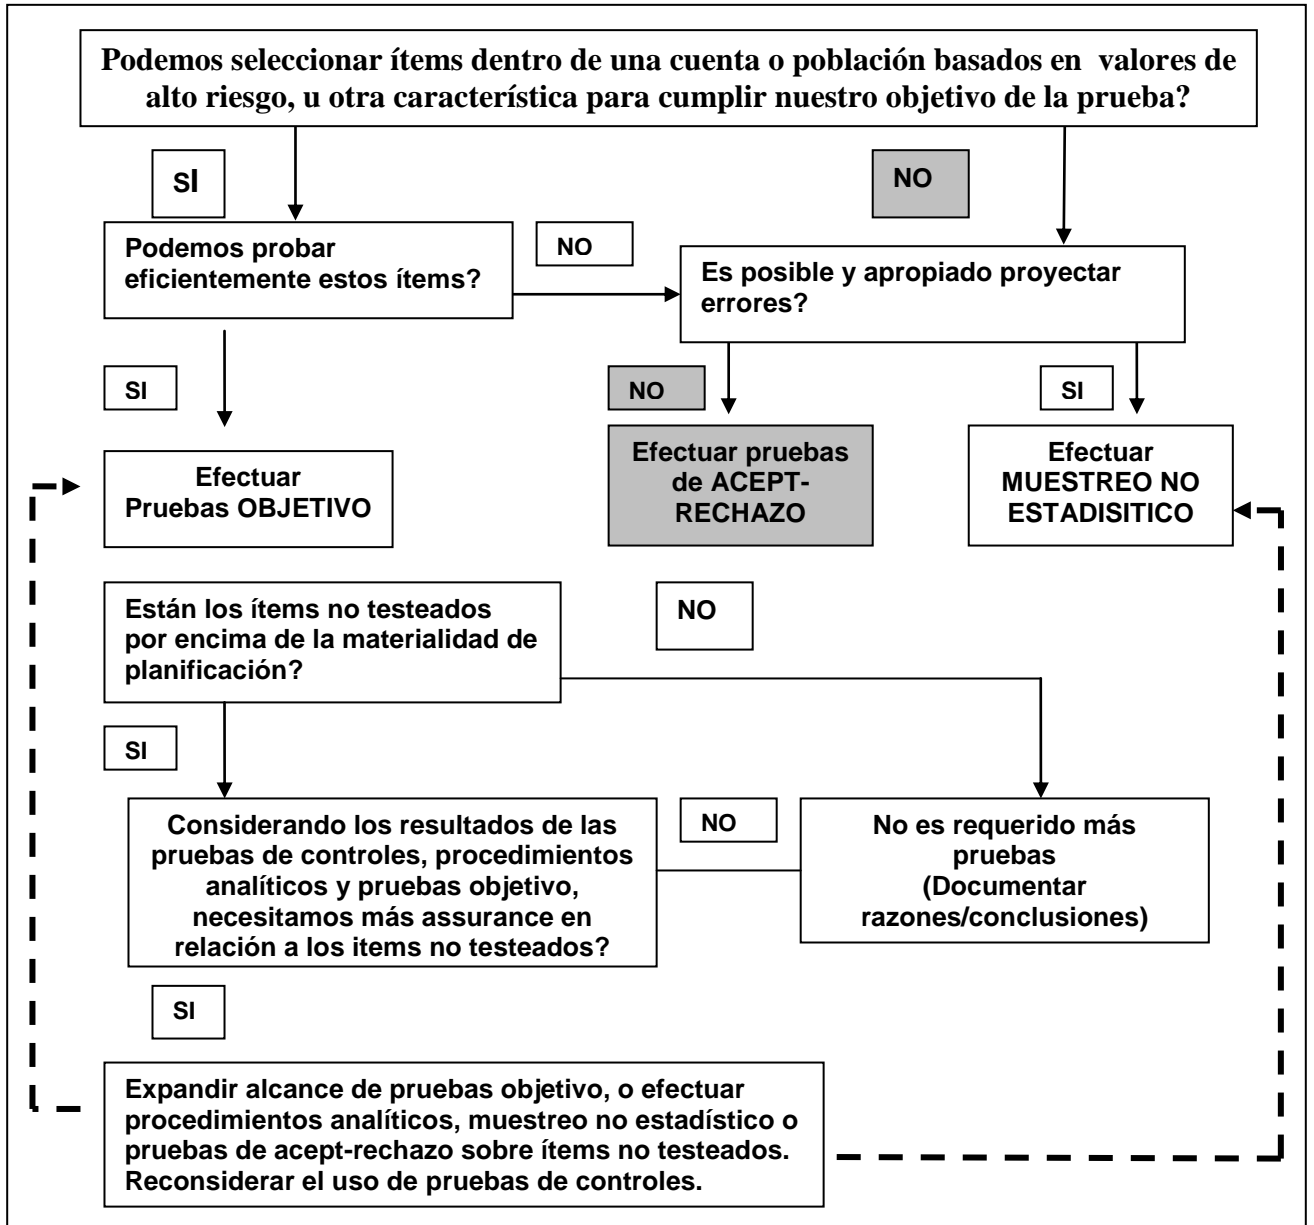 Podemos seleccionar ítems dentro de una cuenta o población basados en valores de
alto riesgo, u otra característica para cumplir nuestro objetivo de la prueba?
SI
NO
Podemos probar
eficientemente estos ítems?
NO
Es posible y apropiado proyectar
errores?
SI
NO
SI
Efectuar
Pruebas OBJETIVO
Efectuar pruebas
de ACEPT-
RECHAZO
Efectuar
MUESTREO NO
ESTADISITICO
Están los ítems no testeados
por encima de la materialidad de
planificación?
NO
SI
Considerando los resultados de las
pruebas de controles, procedimientos
analíticos y pruebas objetivo,
necesitamos más assurance en
relación a los items no testeados?
NO
No es requerido más
pruebas
(Documentar
razones/conclusiones)
SI
Expandir alcance de pruebas objetivo, o efectuar
procedimientos analíticos, muestreo no estadístico o
pruebas de acept-rechazo sobre ítems no testeados.
Reconsiderar el uso de pruebas de controles.